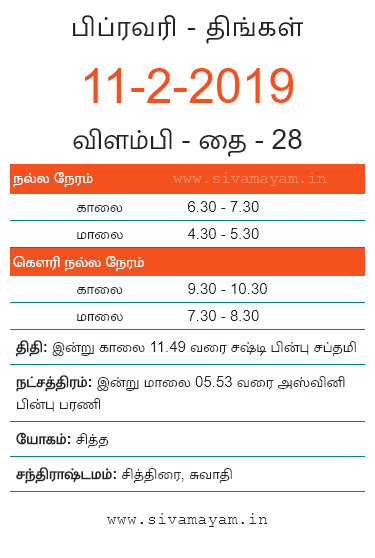 பிப்ரவரி - திங்கள்
11-2-2019
விளம்பி - தை - 28
நல்ல நேரம் www.sivamayam.in
காலை 6.30 - 7.30
மாலை 4.30 - 5.30
கெளரி நல்ல நேரம்
காலை 9.30 - 10.30
மாலை 7.30 - 8.30
திதி: இன்று காலை 11.49 வரை சஷ்டி பின்பு சப்தமி
நட்சத்திரம்: இன்று மாலை 05.53 வரை அஸ்வினி
பின்பு பரணி
யோகம்: சித்த
சந்திராஷ்டமம்: சித்திரை, சுவாதி
www.sivamayam.in